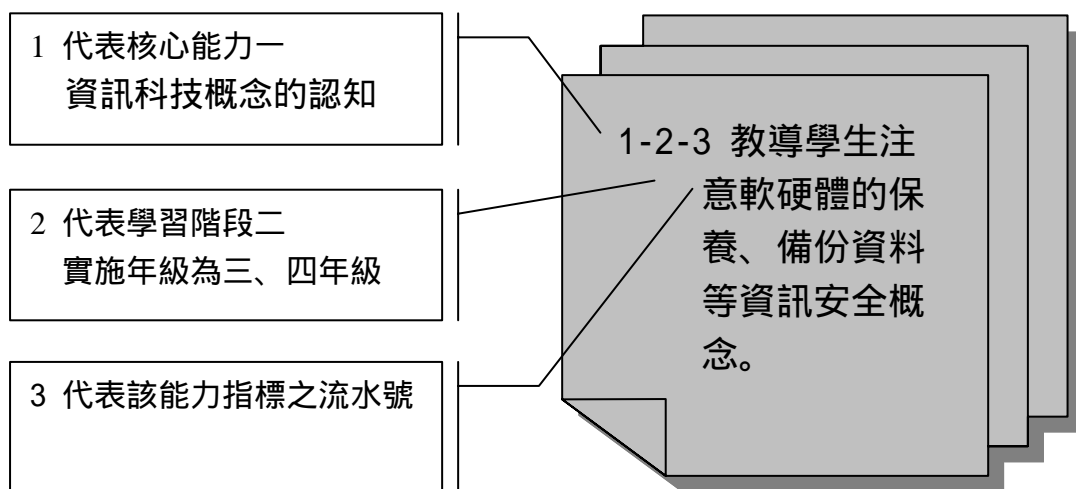 1 代表核心能力一
資訊科技概念的認知
2 代表學習階段二
實施年級為三、四年級
3 代表該能力指標之流水號
1-2-3 教導學生注
意軟硬體的保
養、備份資料
等資訊安全概
念。